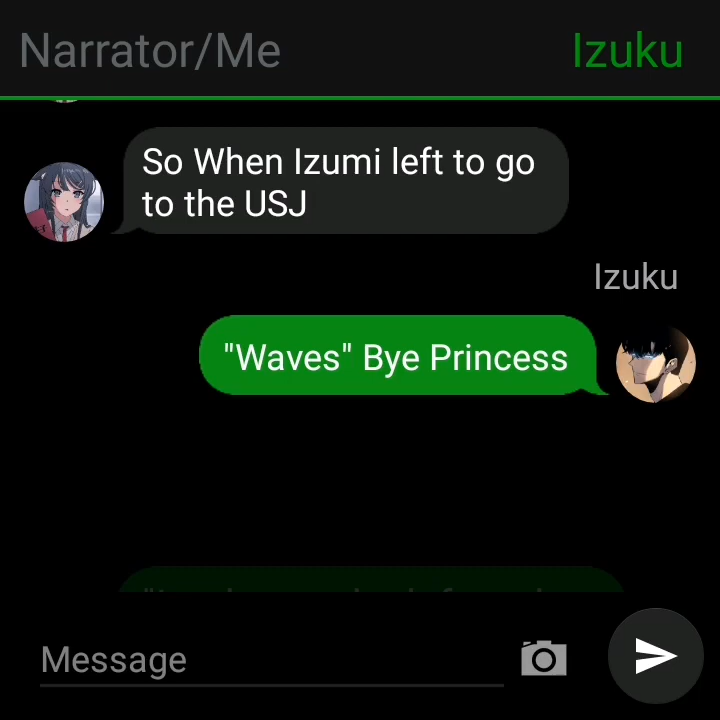 Narrator/Me
Izuku
So When Izumi left to go
to the USJ
Izuku
"Waves" Bye Princess
Message